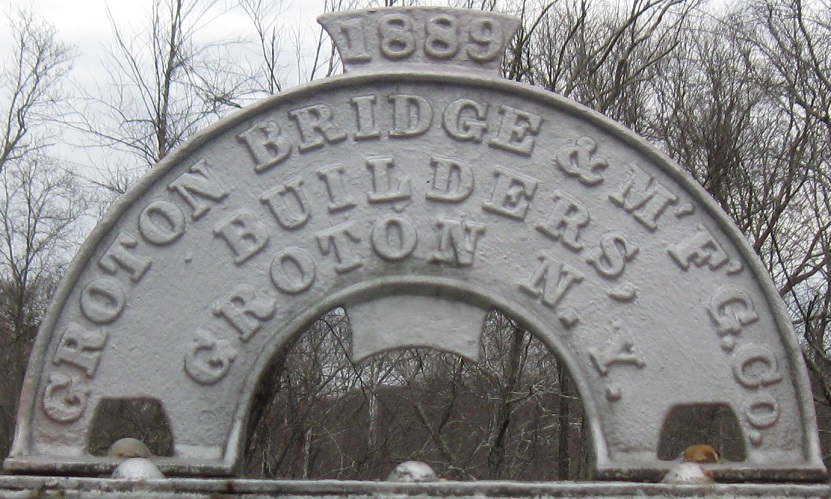 1889
GROTON BRIDGE & M'F'G. Co.
BUILDERS,
GROTON N.Y.